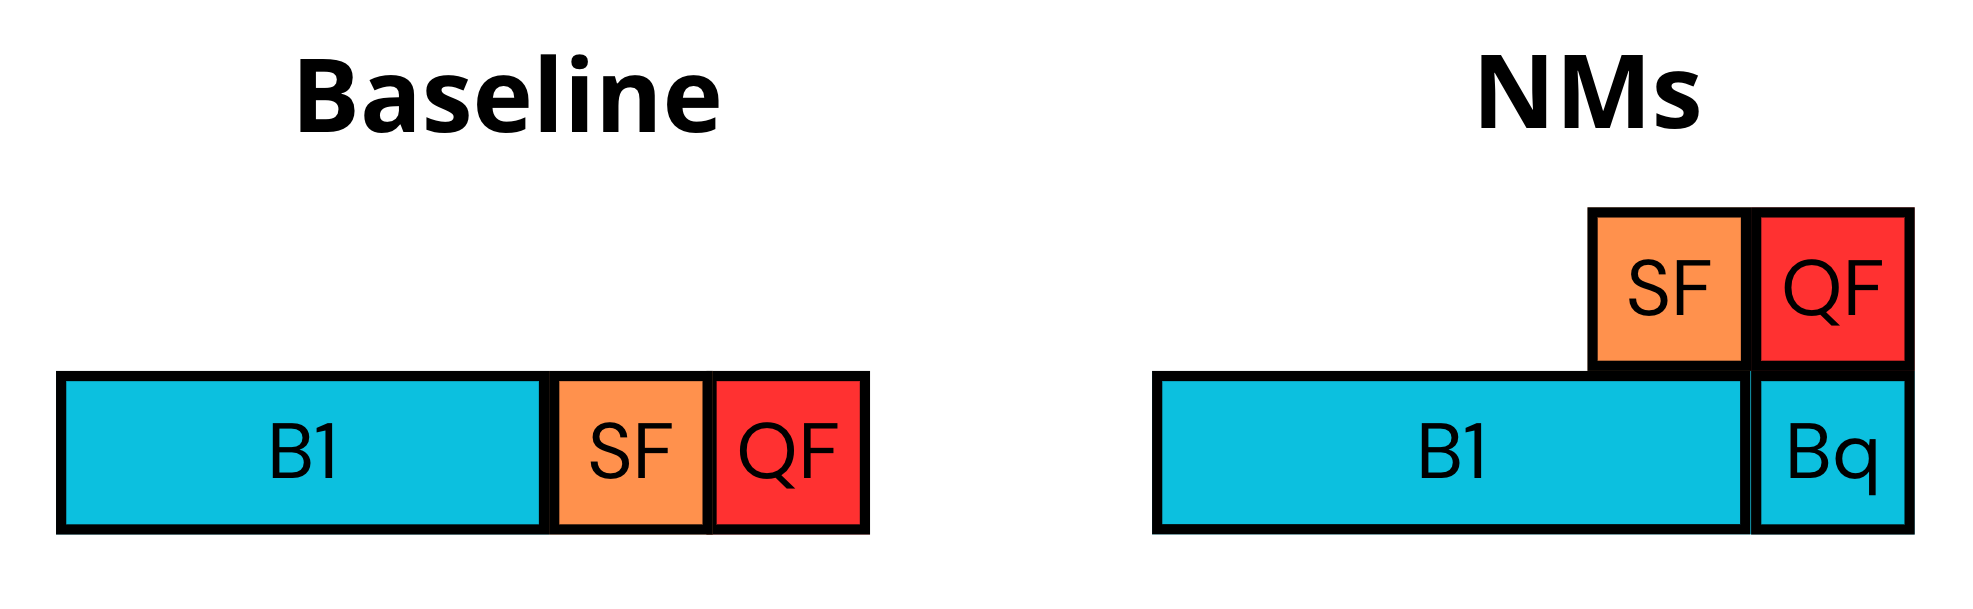 Baseline
NMs
SF
QF
B1
SF
QF
B1
Bq